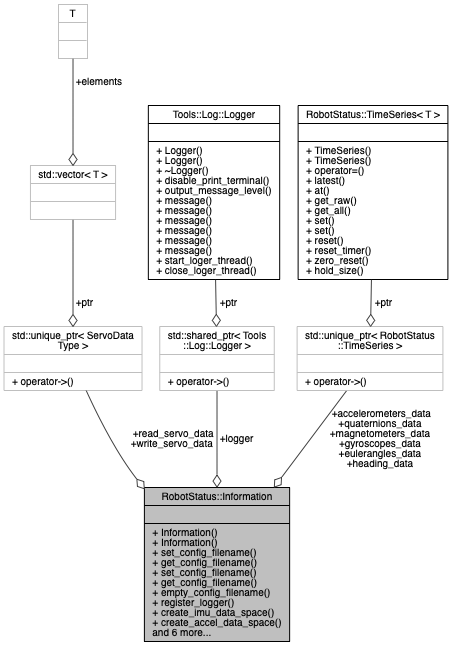 T
+elements
std::vector< T >
Tools::Log::Logger
+ Logger()
+ Logger()
+ ~Logger()
+ disable_print_terminal()
+ output_message_level()
+ message()
+ message()
+ message()
+ message()
+ message()
+ message()
+ start_loger_thread()
+ close_loger_thread()
RobotStatus::TimeSeries< T >
+ TimeSeries()
+ TimeSeries()
+ operator=()
+ latest()
+ at()
+ get_raw()
+ get_all()
+ set()
+ set()
+ reset()
+ reset_timer()
+ zero_reset()
+ hold_size()
+ptr
+ptr
+ptr
std::unique_ptr< ServoData
Type >
+ operator->()
std::shared_ptr< Tools
::Log::Logger >
+ operator->()
std::unique_ptr< RobotStatus
::TimeSeries >
+ operator->()
+read_servo_data
+write_servo_data
+logger
+accelerometers_data
+quaternions_data
+magnetometers_data
+gyroscopes_data
+eulerangles_data
+heading_data
RobotStatus::Information
+ Information()
+ Information()
+ set_config_filename()
+ get_config_filename()
+ set_config_filename()
+ get_config_filename()
+ empty_config_filename()
+ register_logger()
+ create_imu_data_space()
+ create_accel_data_space()
and 6 more...